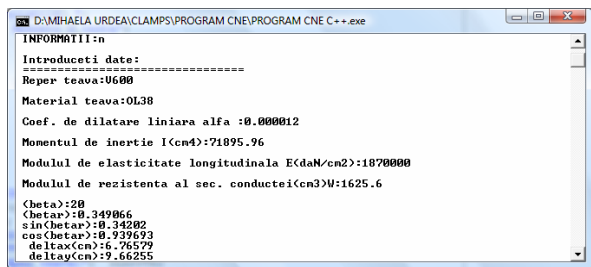 D:\MIHAELA URDEA\CLAMPS\PROGRAM CNE\PROGRAM CNE C++.exe
INFORMATII:n
Introduceti date:
================================
Reper teava:V600
Material teava:OL38
Coef. de dilatare liniara alfa :0.000012
Momentul de inertie I(cm4):71895.96
Modulul de elasticitate longitudinala E(daN/cm2):1870000
Modulul de rezistenta al sec. conductei(cm3)W:1625.6
(beta):20
(betar):0.349066
sin(betar):0.34202
cos(betar):0.939693
deltax(cm):6.76579
deltay(cm):9.66255